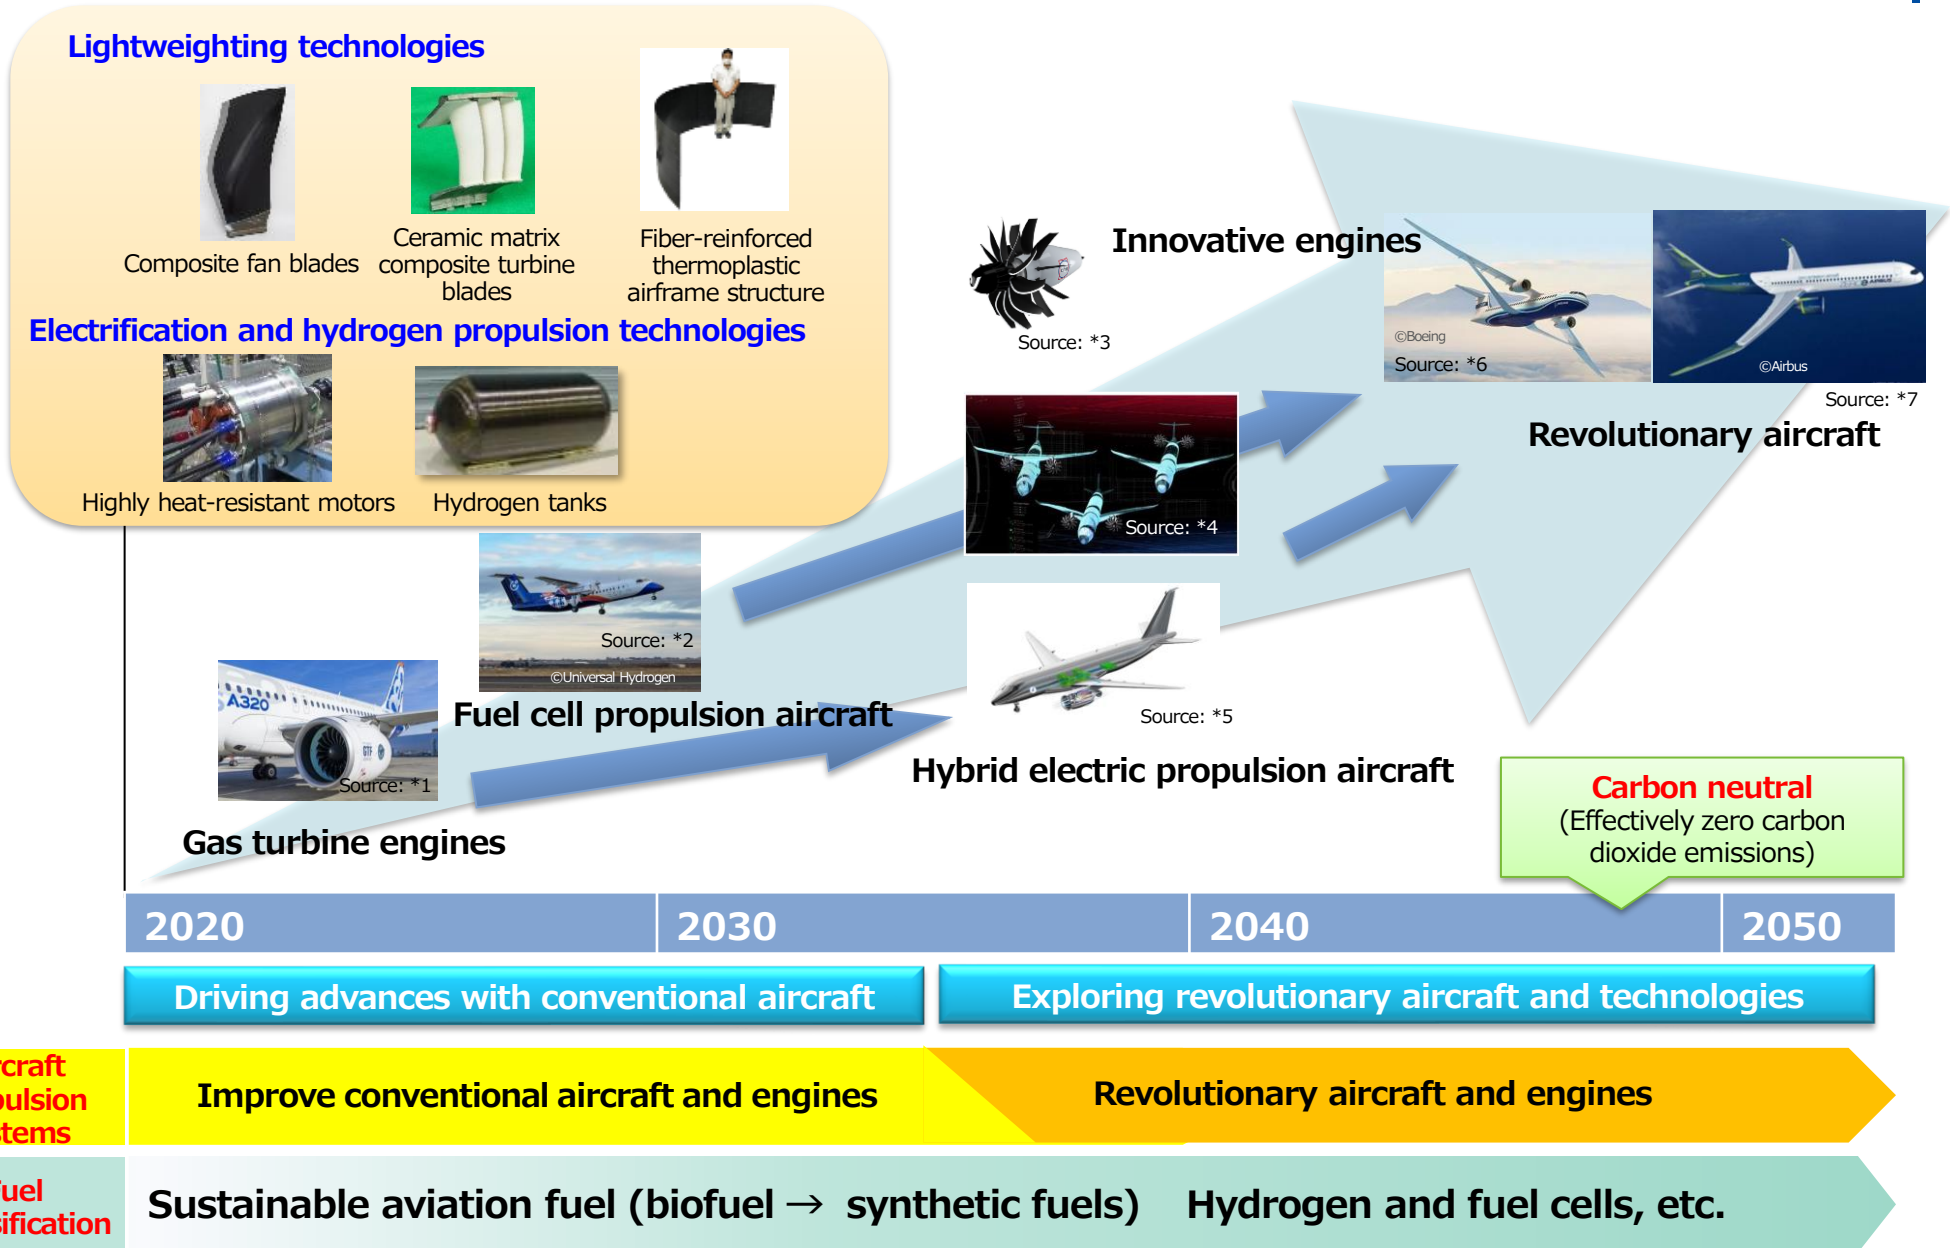 Lightweighting technologies
Composite fan blades
Ceramic matrix
composite turbine
blades
Fiber-reinforced
thermoplastic
airframe structure
Electrification and hydrogen propulsion technologies
Highly heat-resistant motors
Hydrogen tanks
Innovative engines
Source: *3
©Boeing
Source: *6
©Airbus
Source: *7
Revolutionary aircraft
Source: *4
Source: *2
©Universal Hydrogen
Fuel cell propulsion aircraft
A320
GTF
Source: *1
Gas turbine engines
Source: *5
Hybrid electric propulsion aircraft
Carbon neutral
(Effectively zero carbon
dioxide emissions)
2020
2030
2040
2050
Driving advances with conventional aircraft
Exploring revolutionary aircraft and technologies
rcraft
pulsion
stems
Improve conventional aircraft and engines
Revolutionary aircraft and engines
Fuel
sification
Sustainable aviation fuel (biofuel → synthetic fuels)
Hydrogen and fuel cells, etc.